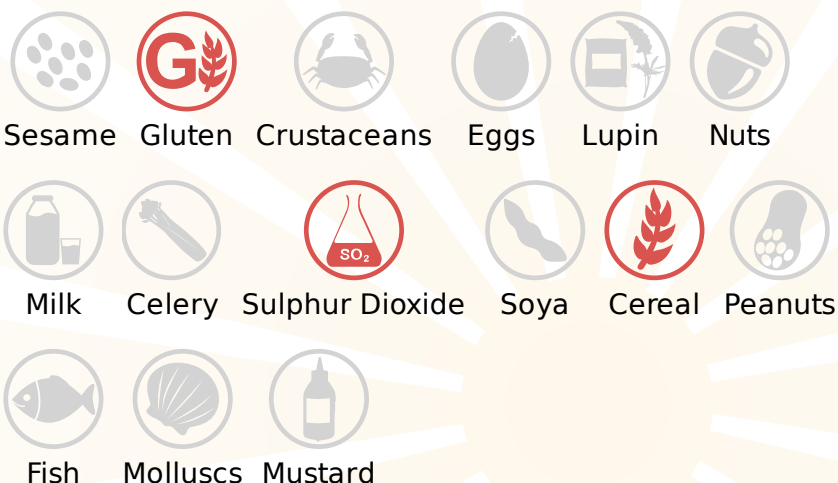 G
Sesame Gluten Crustaceans Eggs Lupin Nuts
SO₂
Milk Celery Sulphur Dioxide Soya Cereal Peanuts
Fish Molluscs Mustard